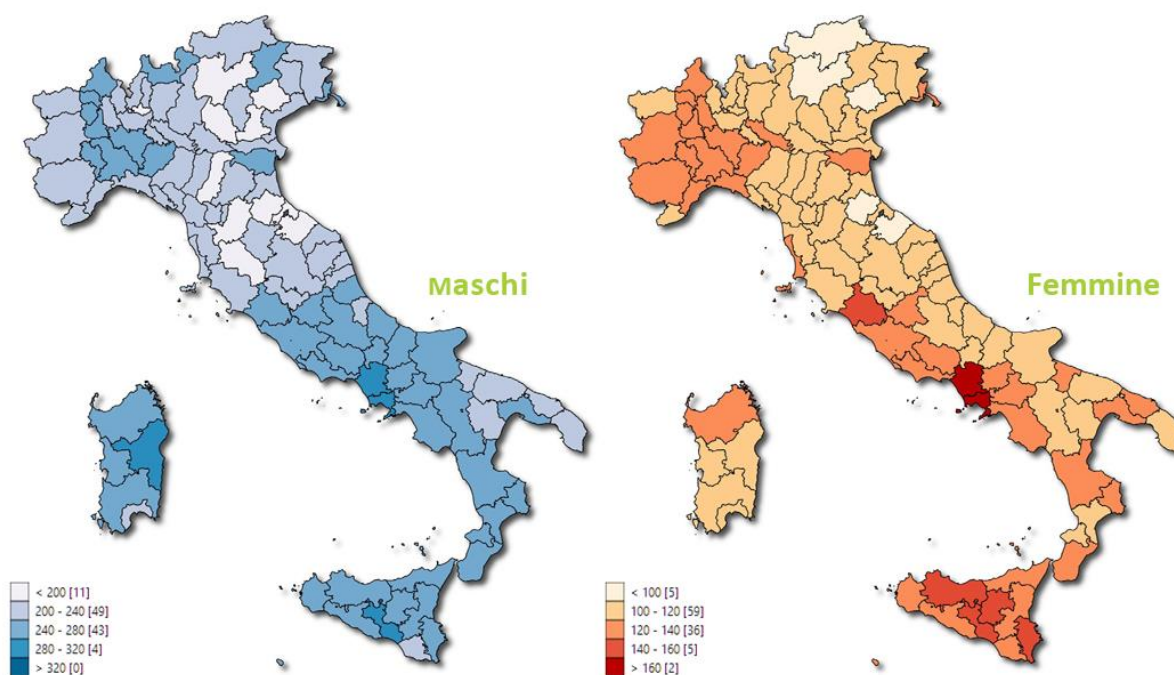 Maschi
Femmine
< 200 [11]
200 - 240 [49]
240 - 280 [43]
280 - 320 [4]
> 320 [0]
< 100 [5]
100 - 120 [59]
120 - 140 [36]
140 - 160 [5]
> 160 [2]